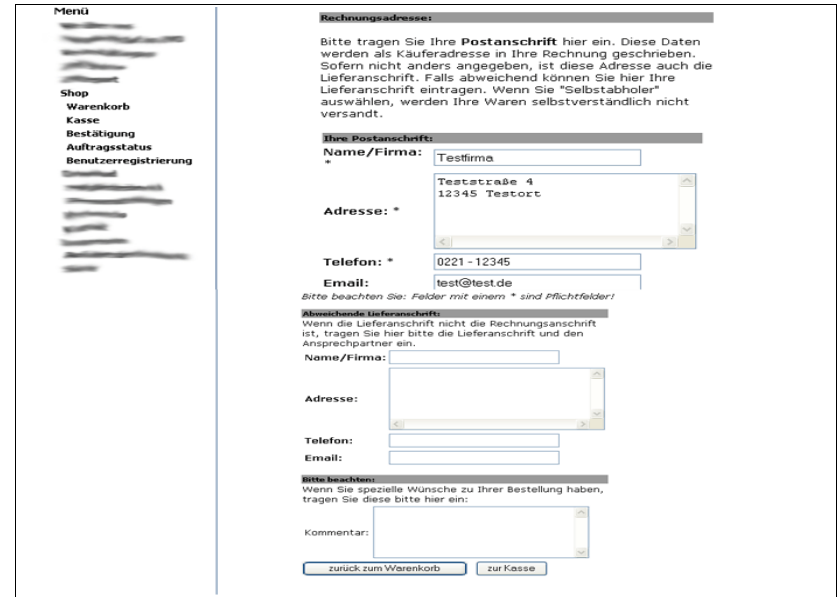 Menü
Shop
Warenkorb
Kasse
Bestätigung
Auftragsstatus
Benutzerregistrierung
Rechnungsadresse:
Bitte tragen Sie Ihre Postanschrift hier ein. Diese Daten
werden als Käuferadresse in Ihre Rechnung geschrieben.
Sofern nicht anders angegeben, ist diese Adresse auch die
Lieferanschrift. Falls abweichend können Sie hier Ihre
Lieferanschrift eintragen. Wenn Sie "Selbstabholer"
auswählen, werden Ihre Waren selbstverständlich nicht
versandt.
Ihre Postanschrift:
Name/Firma: * Testfirma
Adresse: * Teststraße 4
12345 Testort
Telefon: * 0221 - 12345
Email: test@test.de
Bitte beachten Sie: Felder mit einem * sind Pflichtfelder!
Abweichende Lieferanschrift:
Wenn die Lieferanschrift nicht die Rechnungsanschrift
ist, tragen Sie hier bitte die Lieferanschrift und den
Ansprechpartner ein.
Name/Firma:
Adresse:
Telefon:
Email:
Bitte beachten:
Wenn Sie spezielle Wünsche zu Ihrer Bestellung haben,
tragen Sie diese bitte hier ein:
Kommentar:
zurück zum Warenkorb zur Kasse